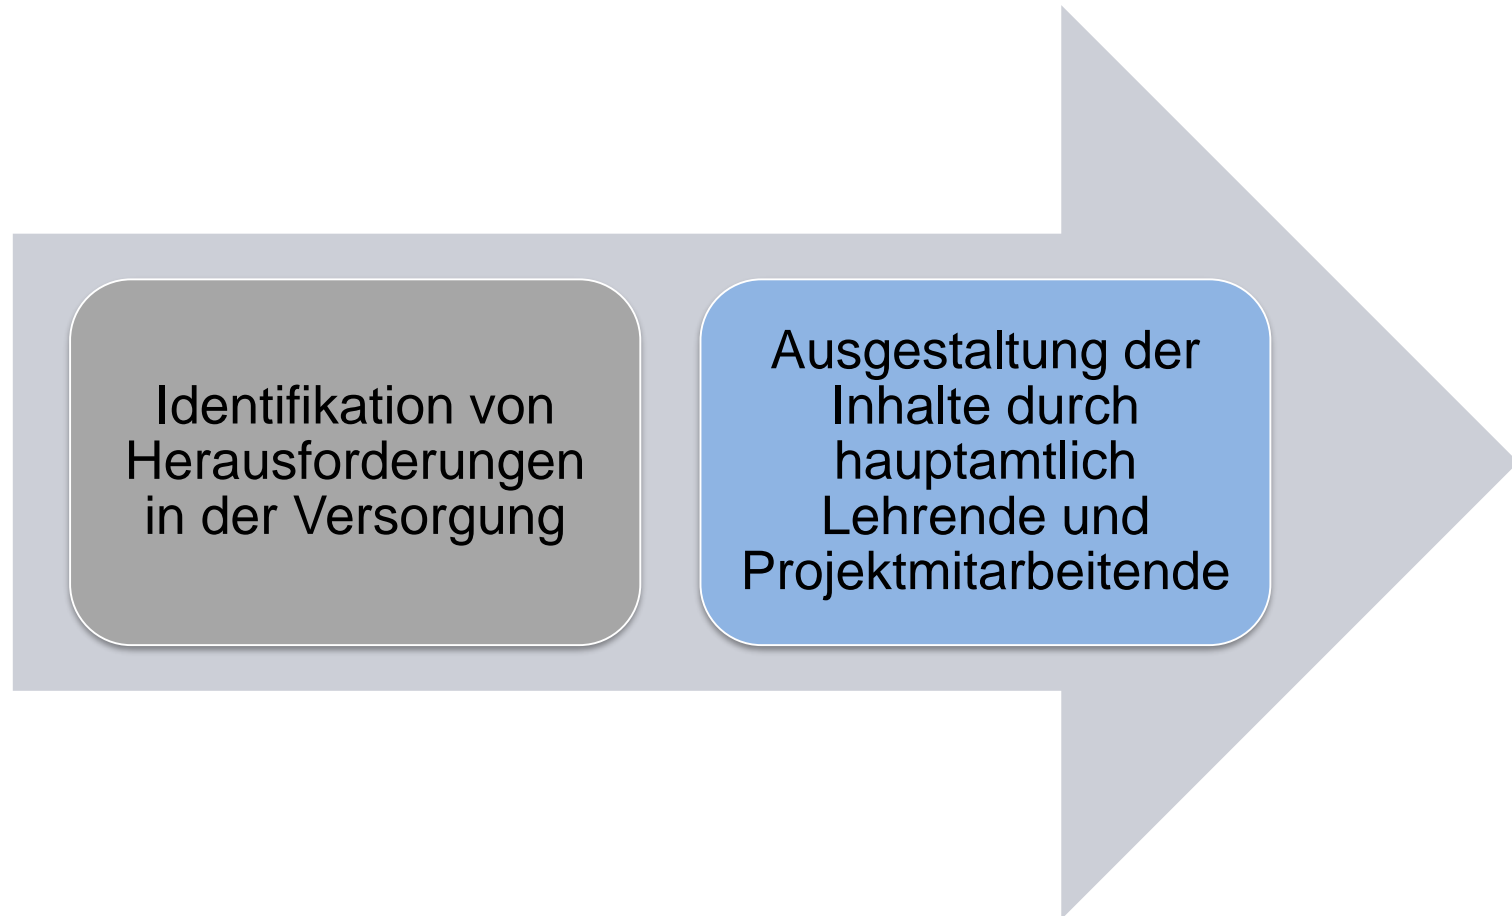 Identifikation von
Herausforderungen
in der Versorgung
Ausgestaltung der
Inhalte durch
hauptamtlich
Lehrende und
Projektmitarbeitende